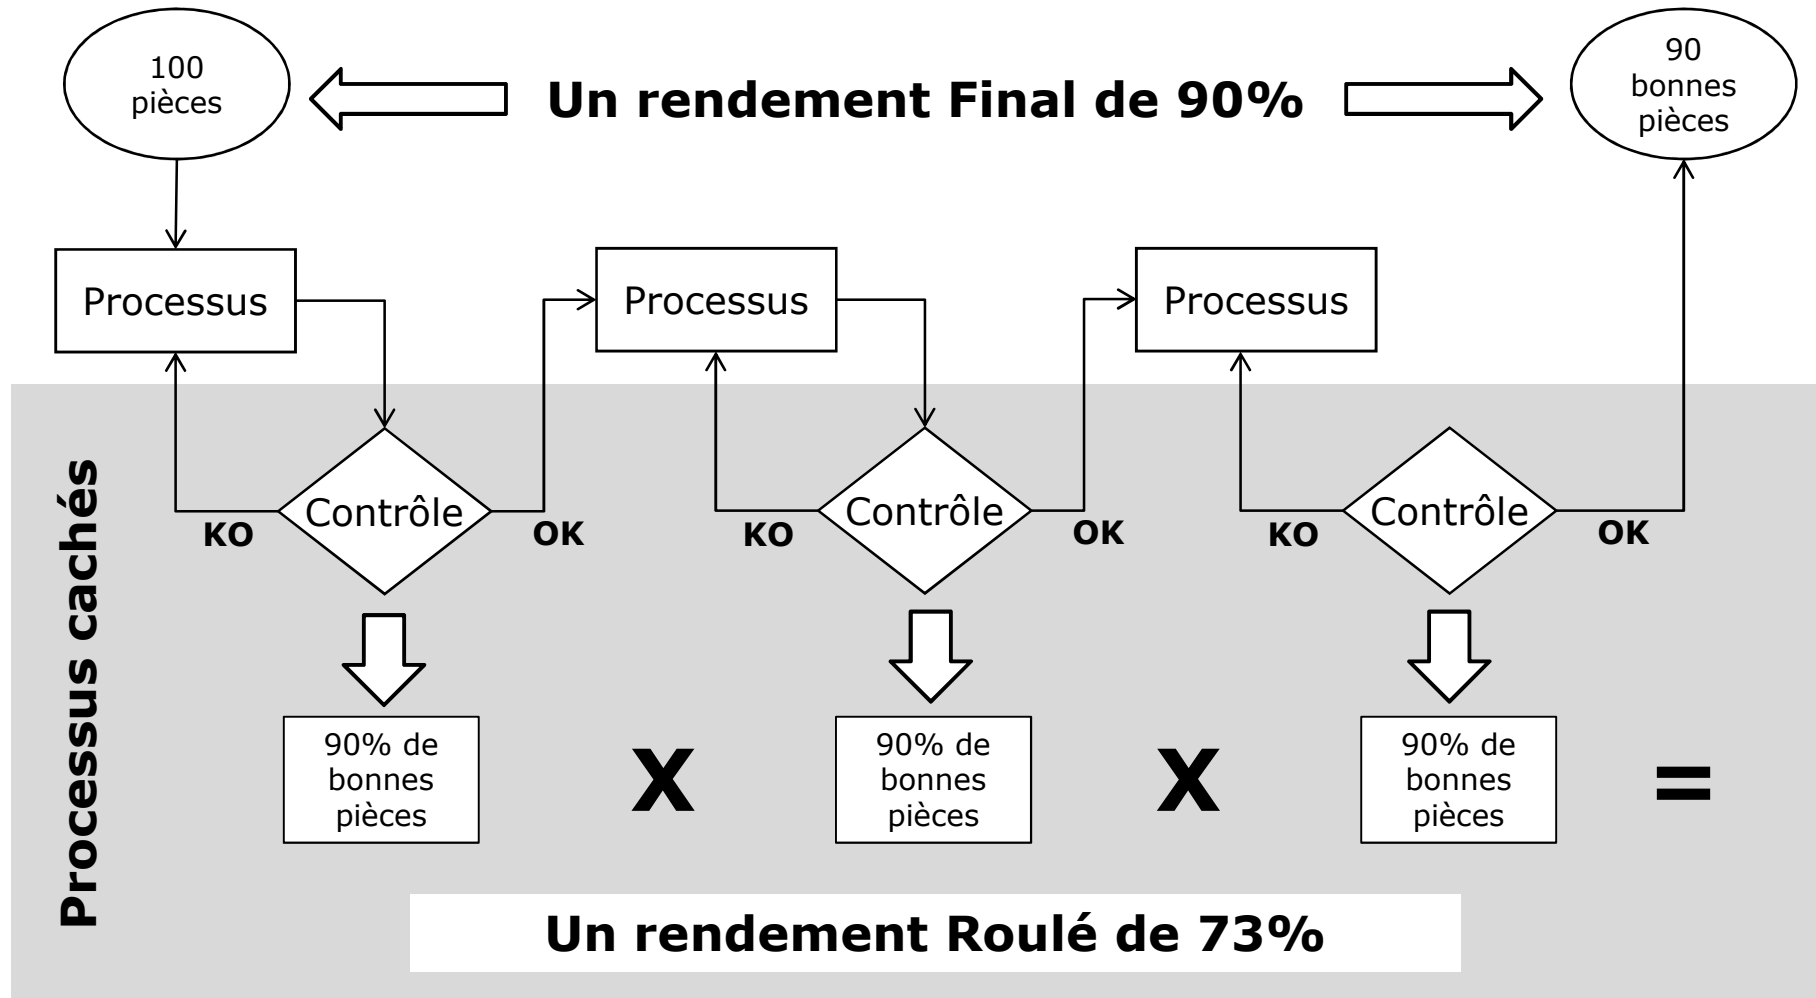 100
pièces
Un rendement Final de 90%
90
bonnes
pièces
Processus
Processus
Processus
Processus cachés
Contrôle
KO
OK
Contrôle
KO
OK
Contrôle
KO
OK
90% de
bonnes
pièces
X
90% de
bonnes
pièces
X
90% de
bonnes
pièces
=
Un rendement Roulé de 73%